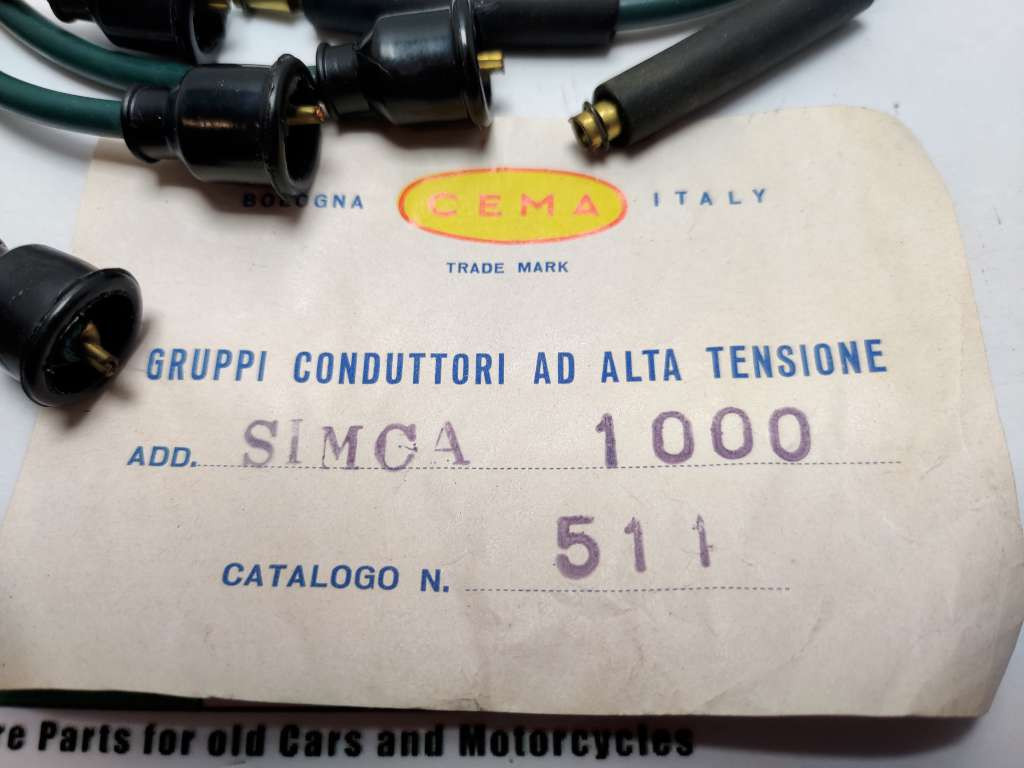 BOLOGNA CEMA ITALY
TRADE MARK
GRUPPI CONDUTTORI AD ALTA TENSIONE
ADD. SIMCA 1000
CATALOGO N. 511
Parts for old Cars and Motorcycles